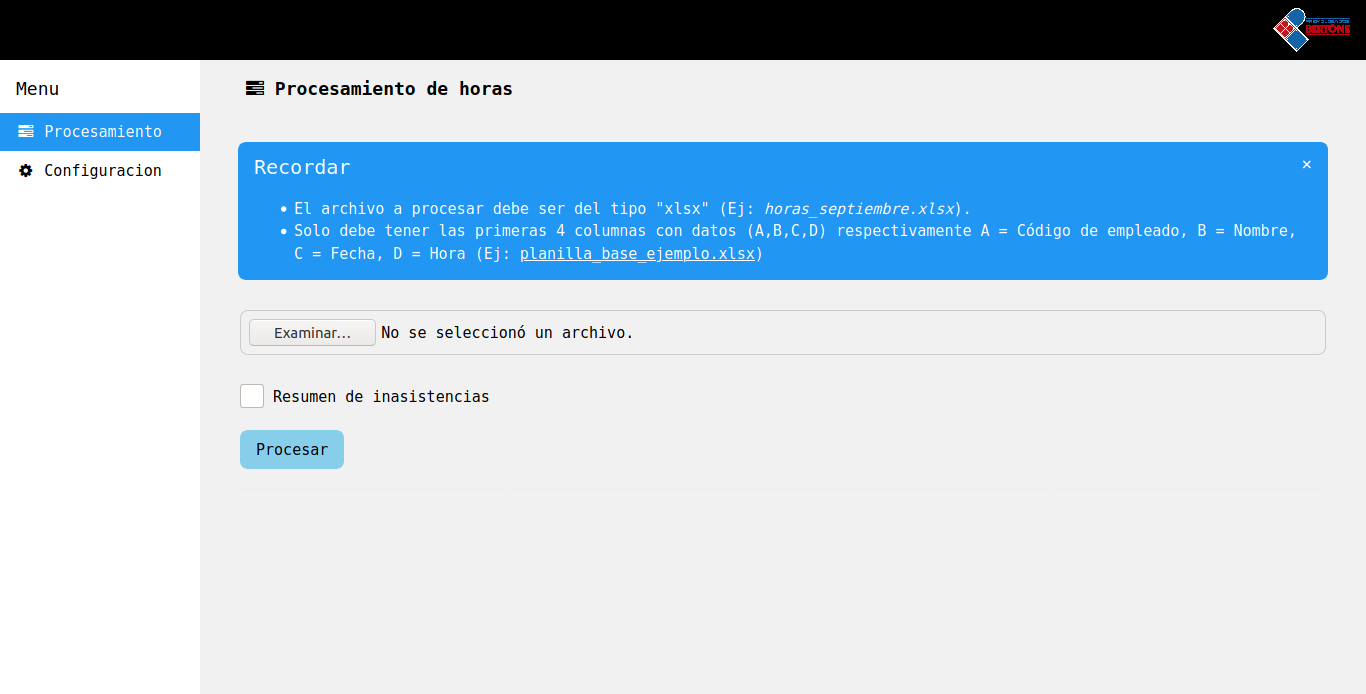 BERTONE
Menu
Procesamiento de horas
Procesamiento
Configuracion
Recordar
×
• El archivo a procesar debe ser del tipo "xlsx" (Ej: horas_septiembre.xlsx).
• Solo debe tener las primeras 4 columnas con datos (A,B,C,D) respectivamente A = Código de empleado, B = Nombre,
C = Fecha, D = Hora (Ej: planilla_base_ejemplo.xlsx)
Examinar... No se seleccionó un archivo.
Resumen de inasistencias
Procesar